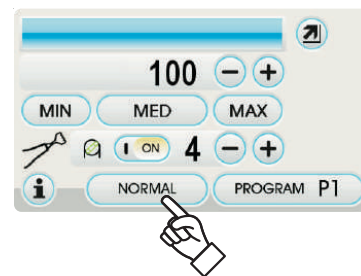 100 − +
MIN MED MAX
I ON 4 − +
i NORMAL PROGRAM P1